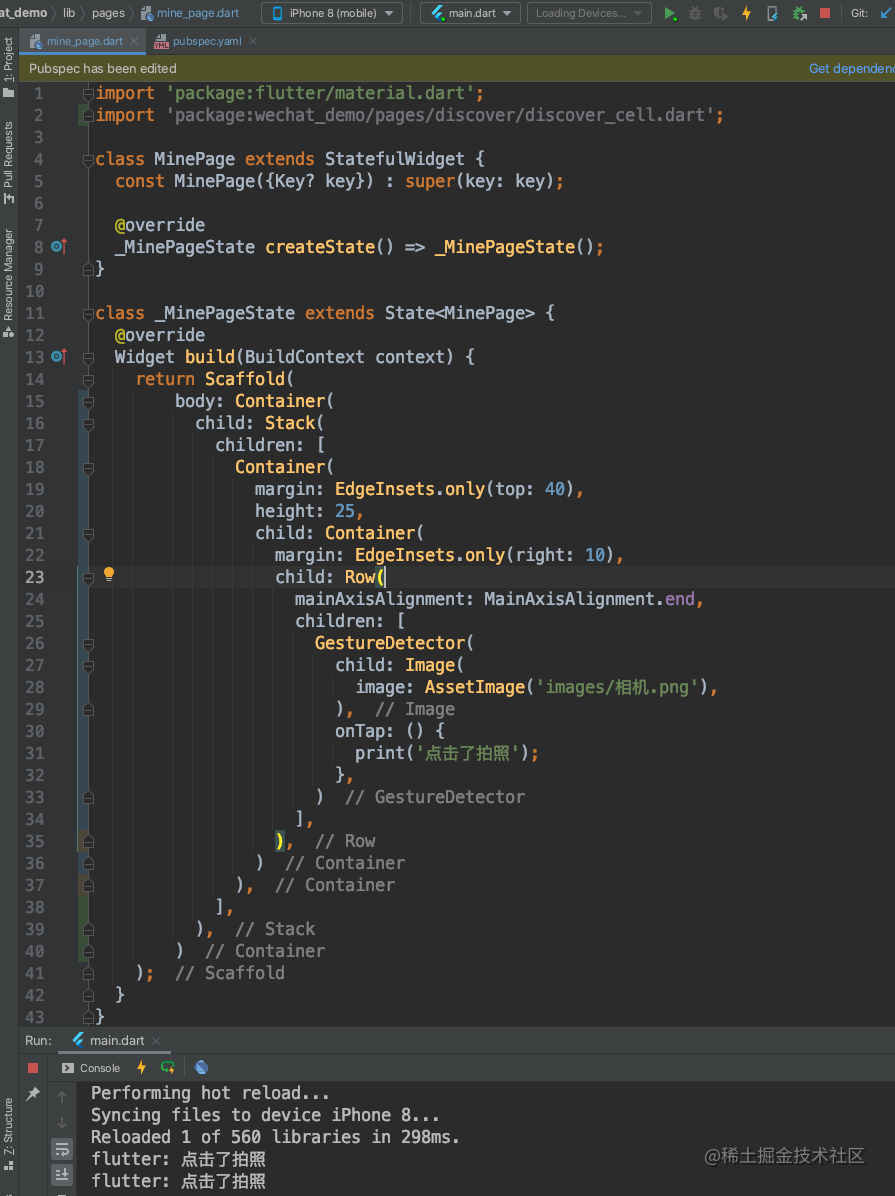 at_demo lib pages mine_page.dart iPhone 8 (mobile) main.dart Loading Devices... Git:
mine_page.dart pubspec.yaml
Pubspec has been edited Get dependenc
1: Project
Pull Requests
Resource Manager
Z: Structure
1 import 'package:flutter/material.dart';
2 import 'package:wechat_demo/pages/discover/discover_cell.dart';
3
4 class MinePage extends StatefulWidget {
5 const MinePage({Key? key}) : super(key: key);
6
7 @override
8 _MinePageState createState() => _MinePageState();
9 }
10
11 class _MinePageState extends State<MinePage> {
12 @override
13 Widget build(BuildContext context) {
14 return Scaffold(
15 body: Container(
16 child: Stack(
17 children: [
18 Container(
19 margin: EdgeInsets.only(top: 40),
20 height: 25,
21 child: Container(
22 margin: EdgeInsets.only(right: 10),
23 child: Row(
24 mainAxisAlignment: MainAxisAlignment.end,
25 children: [
26 GestureDetector(
27 child: Image(
28 image: AssetImage('images/相机.png'),
29 ), // Image
30 onTap: () {
31 print('点击了拍照');
32 },
33 ) // GestureDetector
34 ],
35 ), // Row
36 ) // Container
37 ), // Container
38 ],
39 ), // Stack
40 ) // Container
41 ); // Scaffold
42 }
43 }
Run: main.dart
Console
Performing hot reload...
Syncing files to device iPhone 8...
Reloaded 1 of 560 libraries in 298ms.
flutter: 点击了拍照
flutter: 点击了拍照
@稀土掘金技术社区